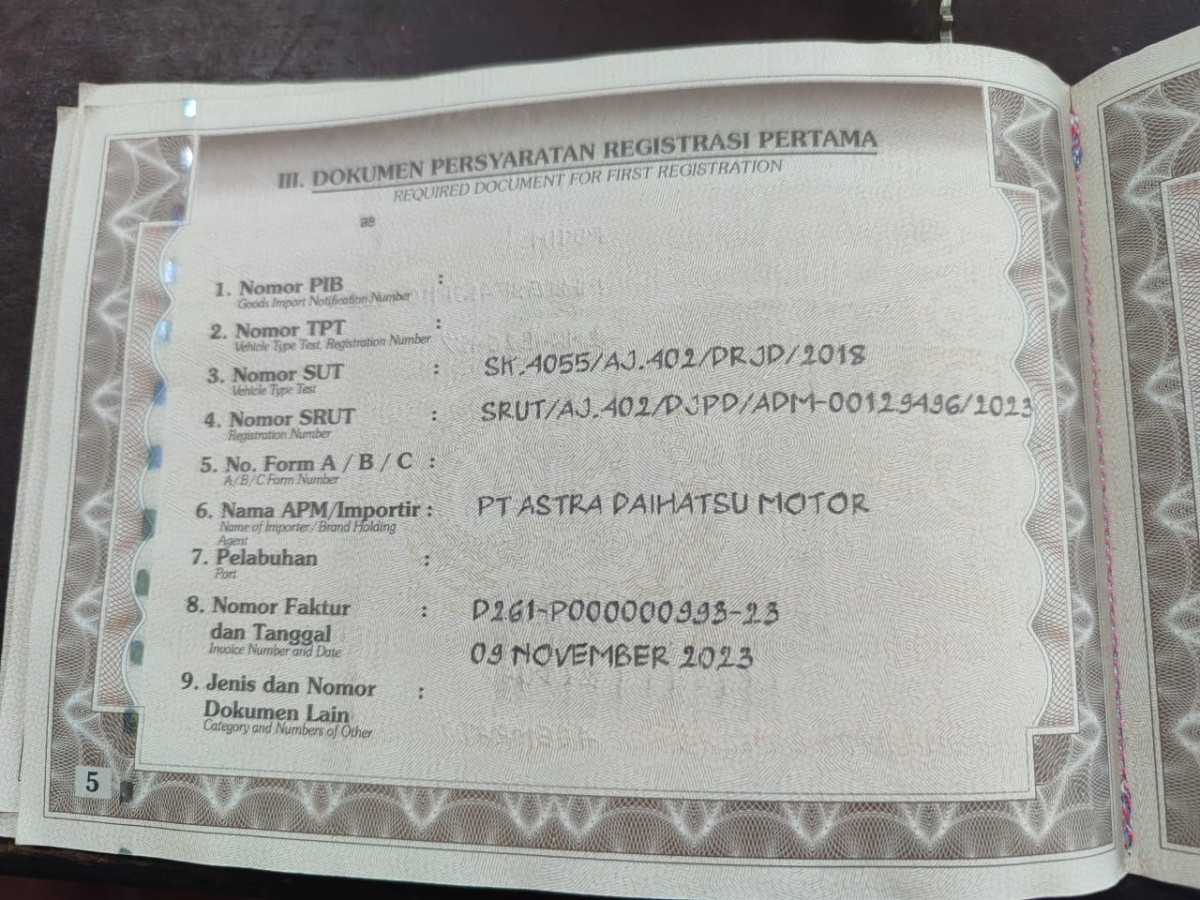 III. DOKUMEN PERSYARATAN REGISTRASI PERTAMA
REQUIRED DOCUMENT FOR FIRST REGISTRATION
1. Nomor PIB :
Goods Import Notification Number
2. Nomor TPT :
Vehicle Type Test, Registration Number
3. Nomor SUT : SK.4055/AJ.402/DRJD/2018
Vehicle Type Test
4. Nomor SRUT : SRUT/AJ.402/DJPD/ADM-00129496/2023
Registration Number
5. No. Form A / B / C :
A/B/C Form Number
6. Nama APM/Importir : PT ASTRA DAIHATSU MOTOR
Name of Importer/Brand Holding
Agent
7. Pelabuhan :
Port
8. Nomor Faktur : D261-P000000993-23
dan Tanggal 09 NOVEMBER 2023
Invoice Number and Date
9. Jenis dan Nomor :
Dokumen Lain
Category and Numbers of Other
5